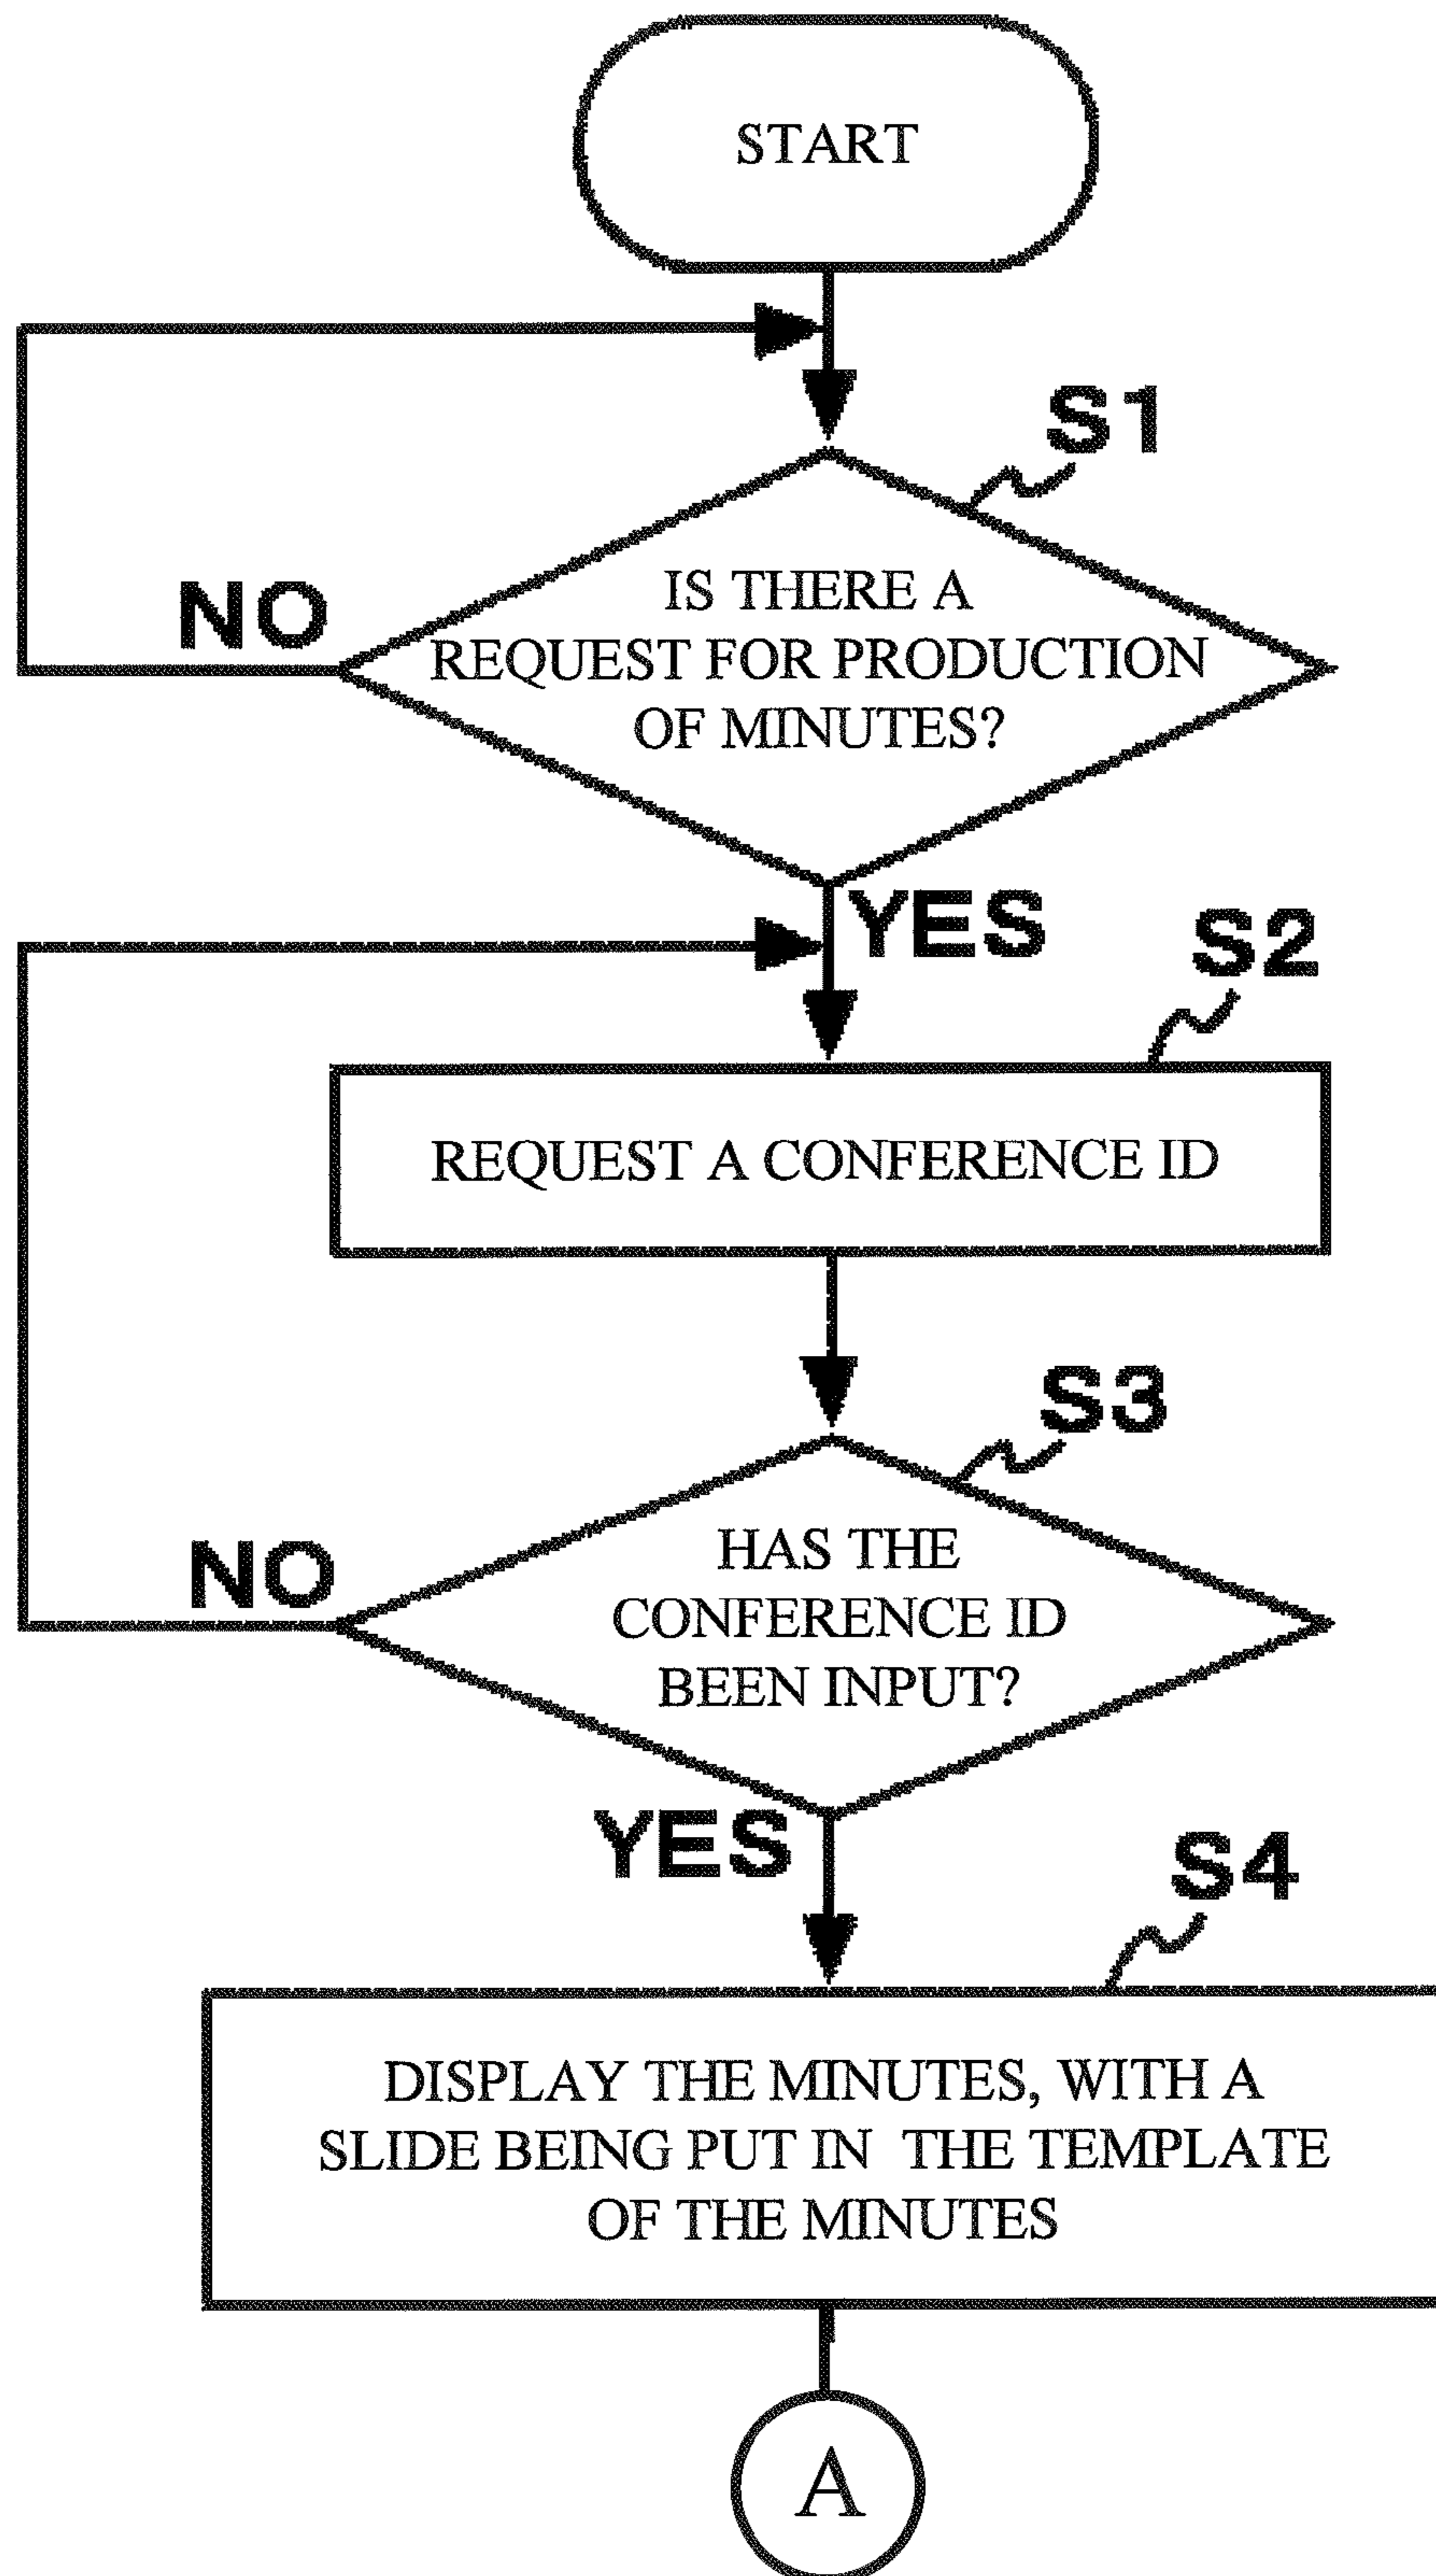 START
S1
IS THERE A
REQUEST FOR PRODUCTION
OF MINUTES?
NO
YES
S2
REQUEST A CONFERENCE ID
S3
HAS THE
CONFERENCE ID
BEEN INPUT?
NO
YES
S4
DISPLAY THE MINUTES, WITH A
SLIDE BEING PUT IN THE TEMPLATE
OF THE MINUTES
A